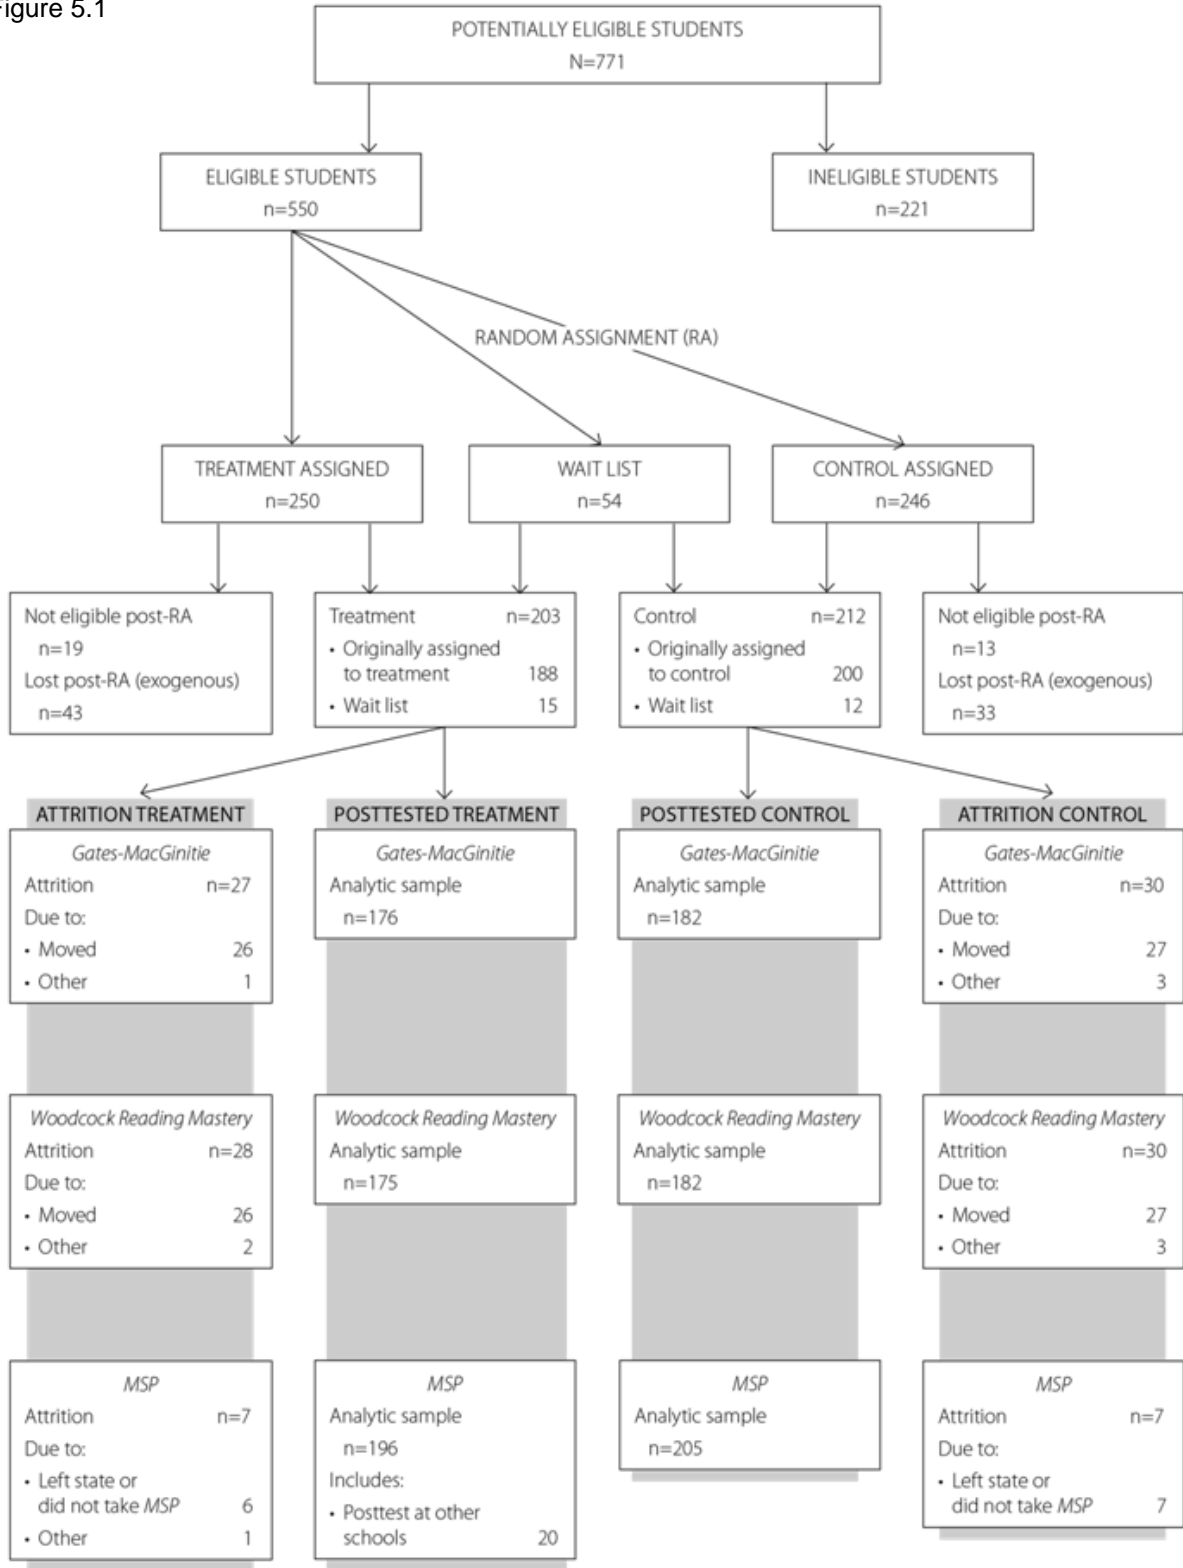 Figure 5.1
POTENTIALLY ELIGIBLE STUDENTS
N=771
ELIGIBLE STUDENTS
n=550
INELIGIBLE STUDENTS
n=221
RANDOM ASSIGNMENT (RA)
TREATMENT ASSIGNED
n=250
WAIT LIST
n=54
CONTROL ASSIGNED
n=246
Not eligible post-RA
n=19
Lost post-RA (exogenous)
n=43
Treatment n=203
• Originally assigned
to treatment 188
• Wait list 15
Control n=212
• Originally assigned
to control 200
• Wait list 12
Not eligible post-RA
n=13
Lost post-RA (exogenous)
n=33
ATTRITION TREATMENT
Gates-MacGinitie
Attrition n=27
Due to:
• Moved 26
• Other 1
Woodcock Reading Mastery
Attrition n=28
Due to:
• Moved 26
• Other 2
MSP
Attrition n=7
Due to:
• Left state or
did not take MSP 6
• Other 1
POSTTESTED TREATMENT
Gates-MacGinitie
Analytic sample
n=176
Woodcock Reading Mastery
Analytic sample
n=175
MSP
Analytic sample
n=196
Includes:
• Posttest at other
schools 20
POSTTESTED CONTROL
Gates-MacGinitie
Analytic sample
n=182
Woodcock Reading Mastery
Analytic sample
n=182
MSP
Analytic sample
n=205
ATTRITION CONTROL
Gates-MacGinitie
Attrition n=30
Due to:
• Moved 27
• Other 3
Woodcock Reading Mastery
Attrition n=30
Due to:
• Moved 27
• Other 3
MSP
Attrition n=7
Due to:
• Left state or
did not take MSP 7